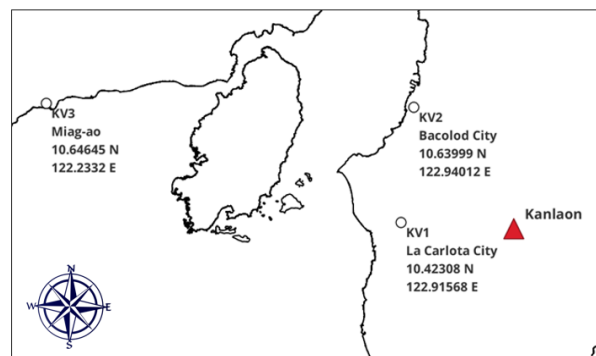 KV3
Miag-ao
10.64645 N
122.2332 E
KV2
Bacolod City
10.63999 N
122.94012 E
Kanlaon
KV1
La Carlota City
10.42308 N
122.91568 E
N
W
E
S